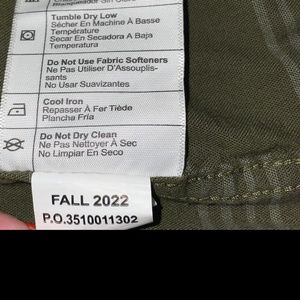 Tumble Dry Low
Sécher En Machine À Basse
Température
Secar En Secadora A Baja
Temperatura
Do Not Use Fabric Softeners
Ne Pas Utiliser D'Assouplis-
sants
No Usar Suavizantes
Cool Iron
Repasser À Fer Tiède
Plancha Fría
Do Not Dry Clean
Ne Pas Nettoyer À Sec
No Limpiar En Seco
FALL 2022
P.O.3510011302